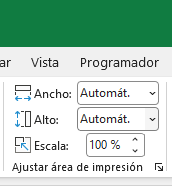 ar Vista Programador
Ancho: Automát.
Alto: Automát.
Escala: 100 %
Ajustar área de impresión